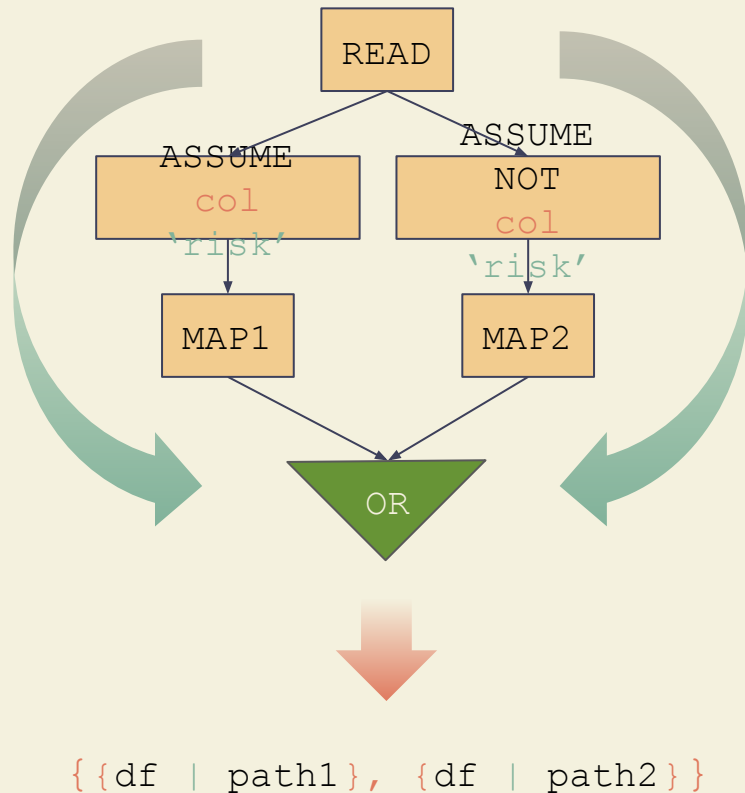 READ
ASSUME
col
‘risk’
ASSUME
NOT
col
‘risk’
MAP1
MAP2
OR
{{df | path1}, {df | path2}}